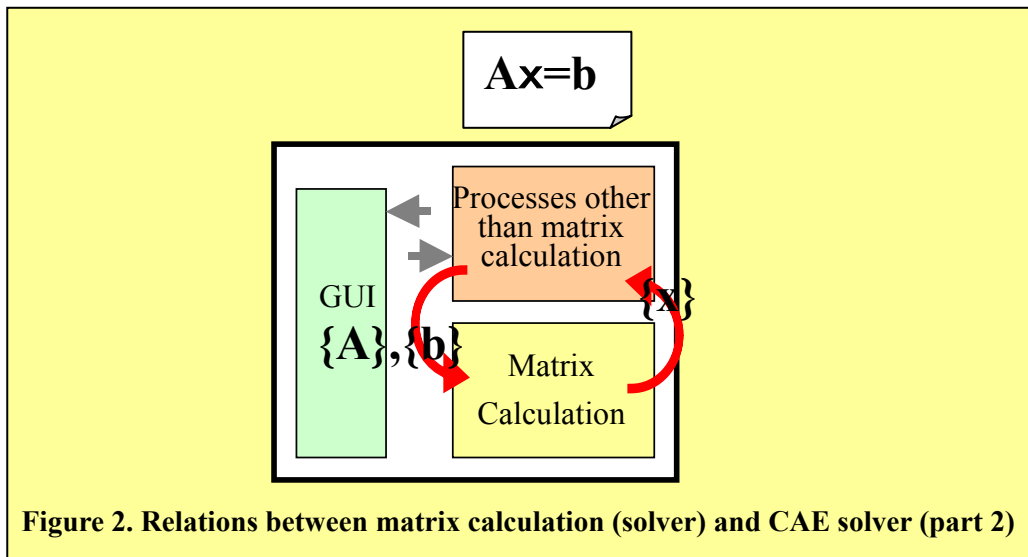 Ax=b
Processes other
than matrix
calculation
GUI
{A},{b}
{x}
Matrix
Calculation
Figure 2. Relations between matrix calculation (solver) and CAE solver (part 2)